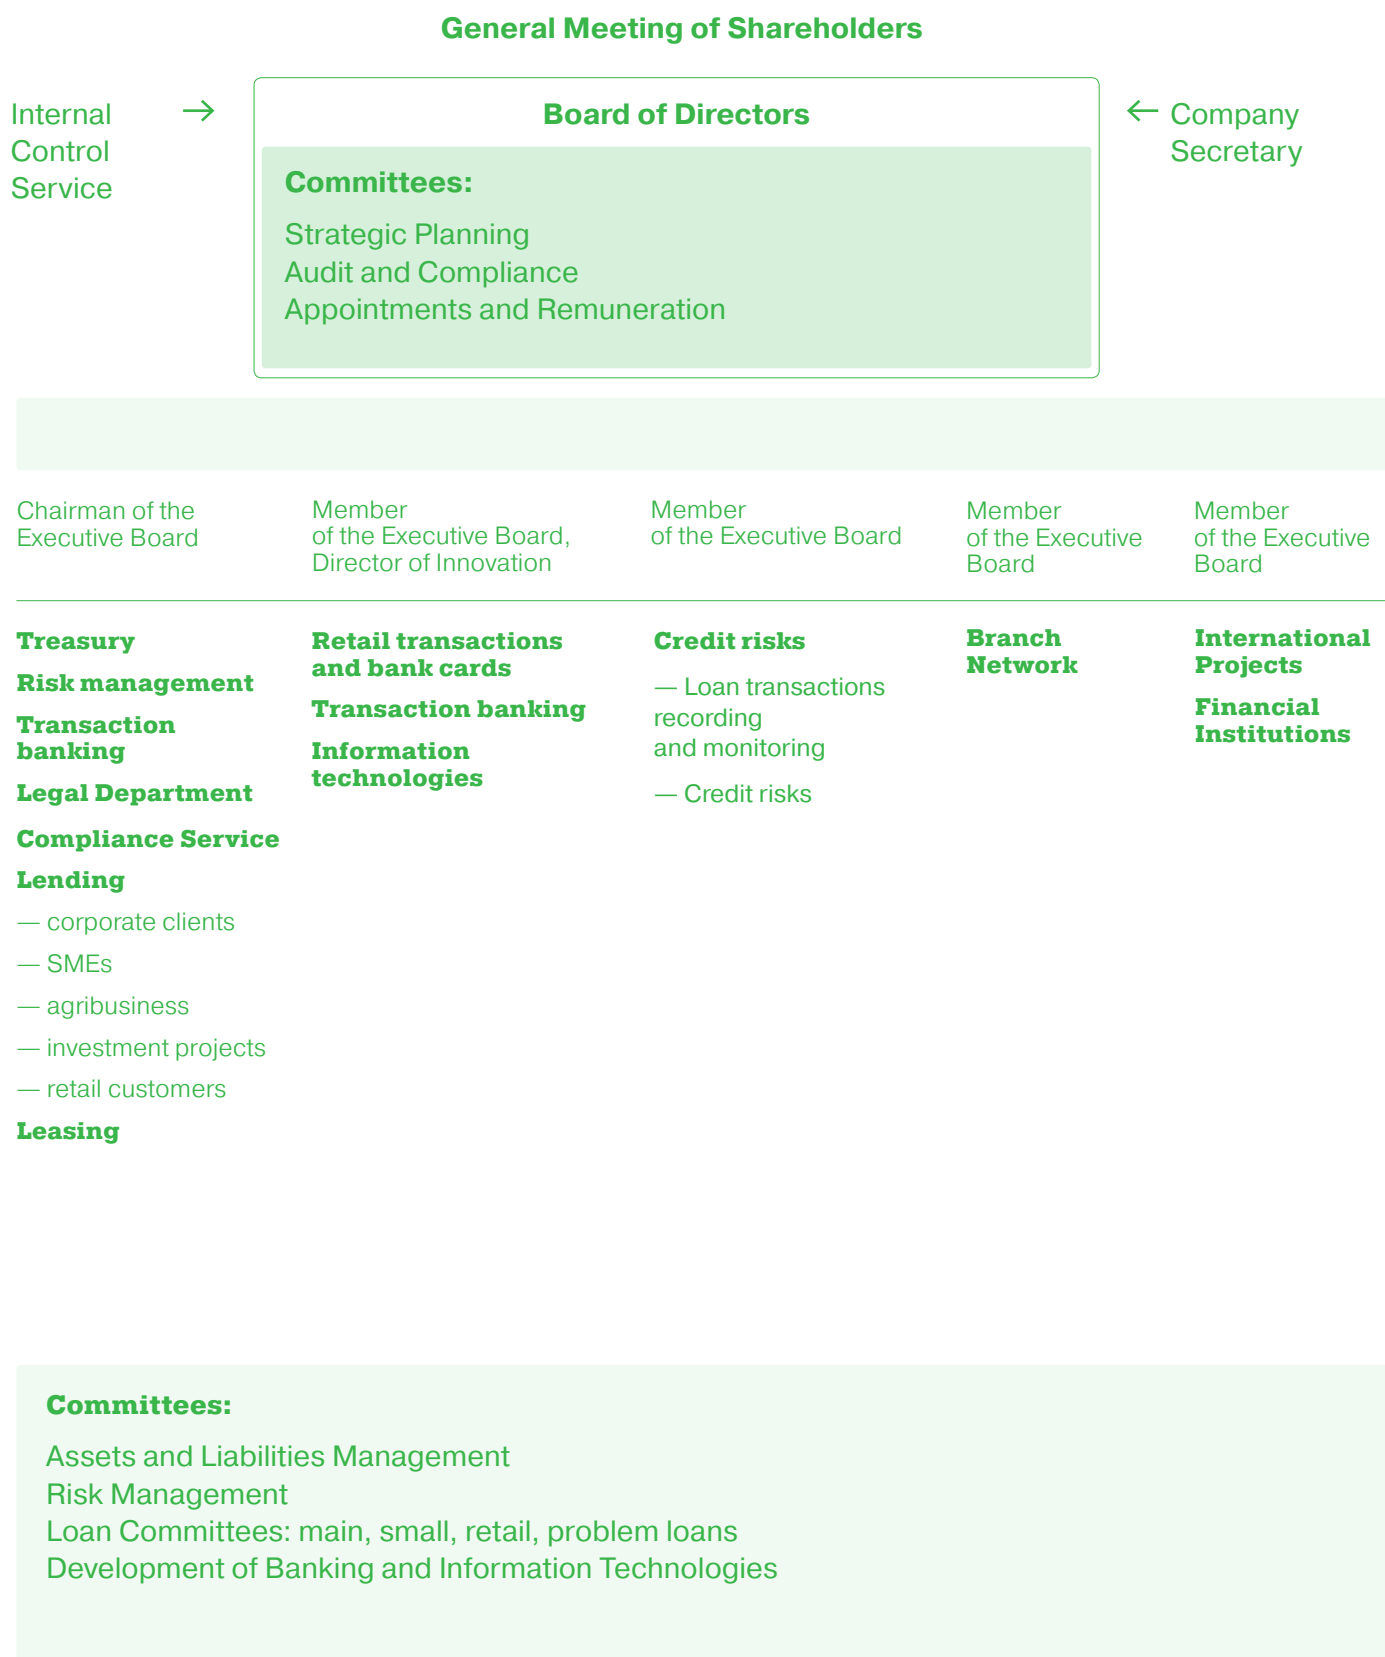 General Meeting of Shareholders
Internal
Control
Service
→
Board of Directors
← Company
Secretary
Committees:
Strategic Planning
Audit and Compliance
Appointments and Remuneration
Chairman of the
Executive Board
Member
of the Executive Board,
Director of Innovation
Member
of the Executive Board
Member
of the Executive
Board
Member
of the Executive
Board
Treasury
Risk management
Transaction
banking
Legal Department
Compliance Service
Lending
— corporate clients
— SMEs
— agribusiness
— investment projects
— retail customers
Leasing
Retail transactions
and bank cards
Transaction banking
Information
technologies
Credit risks
— Loan transactions
recording
and monitoring
— Credit risks
Branch
Network
International
Projects
Financial
Institutions
Committees:
Assets and Liabilities Management
Risk Management
Loan Committees: main, small, retail, problem loans
Development of Banking and Information Technologies